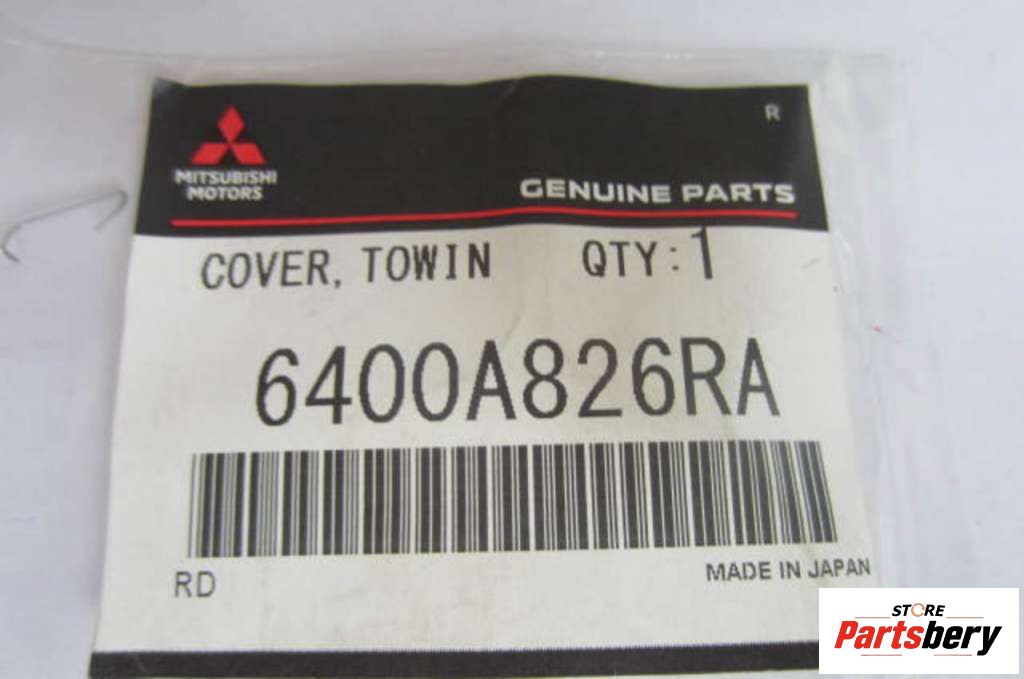 R
MITSUBISHI
MOTORS
GENUINE PARTS
COVER, TOWIN QTY:1
6400A826RA
RD
MADE IN JAPAN
STORE
Partsbery